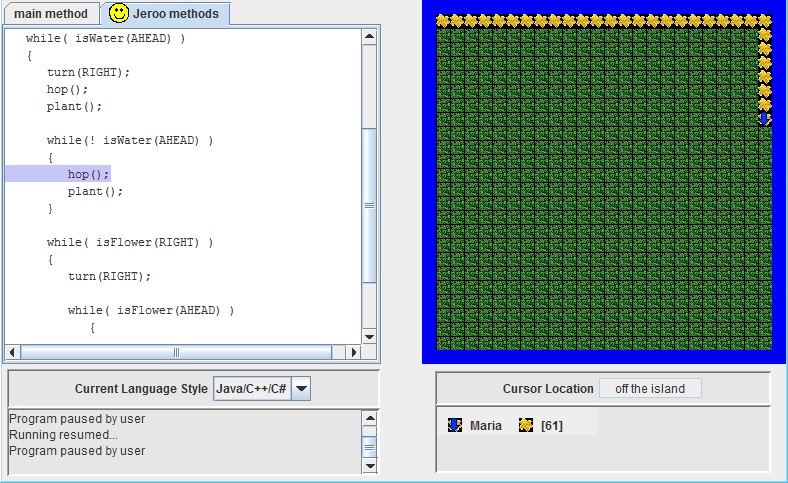 main method Jeroo methods
while( isWater(AHEAD) )
{
turn(RIGHT);
hop();
plant();
while(! isWater(AHEAD) )
{
hop();
plant();
}
while( isFlower(RIGHT) )
{
turn(RIGHT);
while( isFlower(AHEAD) )
{
Current Language Style Java/C++/C#
Cursor Location off the island
Program paused by user
Running resumed...
Program paused by user
Maria [61]